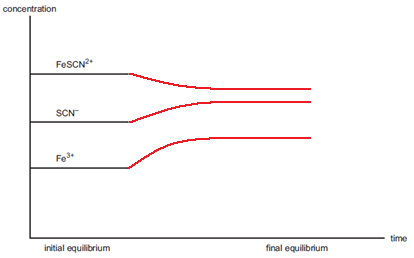 concentration
FeSCN²⁺
SCN⁻
Fe³⁺
time
initial equilibrium
final equilibrium